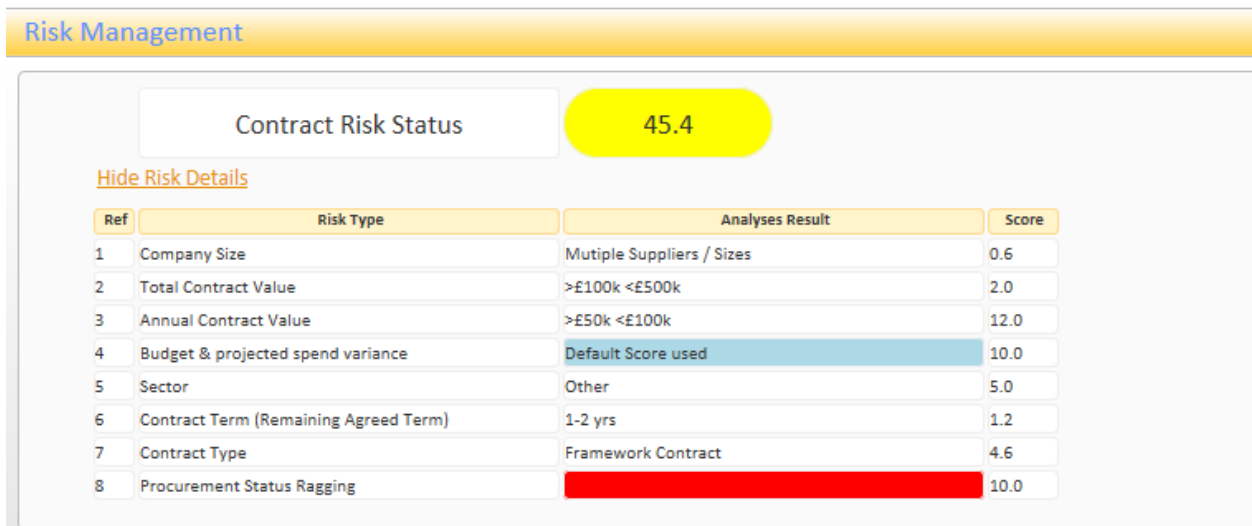 Risk Management
Contract Risk Status 45.4
Hide Risk Details
Ref Risk Type Analyses Result Score
1 Company Size Mutiple Suppliers / Sizes 0.6
2 Total Contract Value >£100k <£500k 2.0
3 Annual Contract Value >£50k <£100k 12.0
4 Budget & projected spend variance Default Score used 10.0
5 Sector Other 5.0
6 Contract Term (Remaining Agreed Term) 1-2 yrs 1.2
7 Contract Type Framework Contract 4.6
8 Procurement Status Ragging 10.0